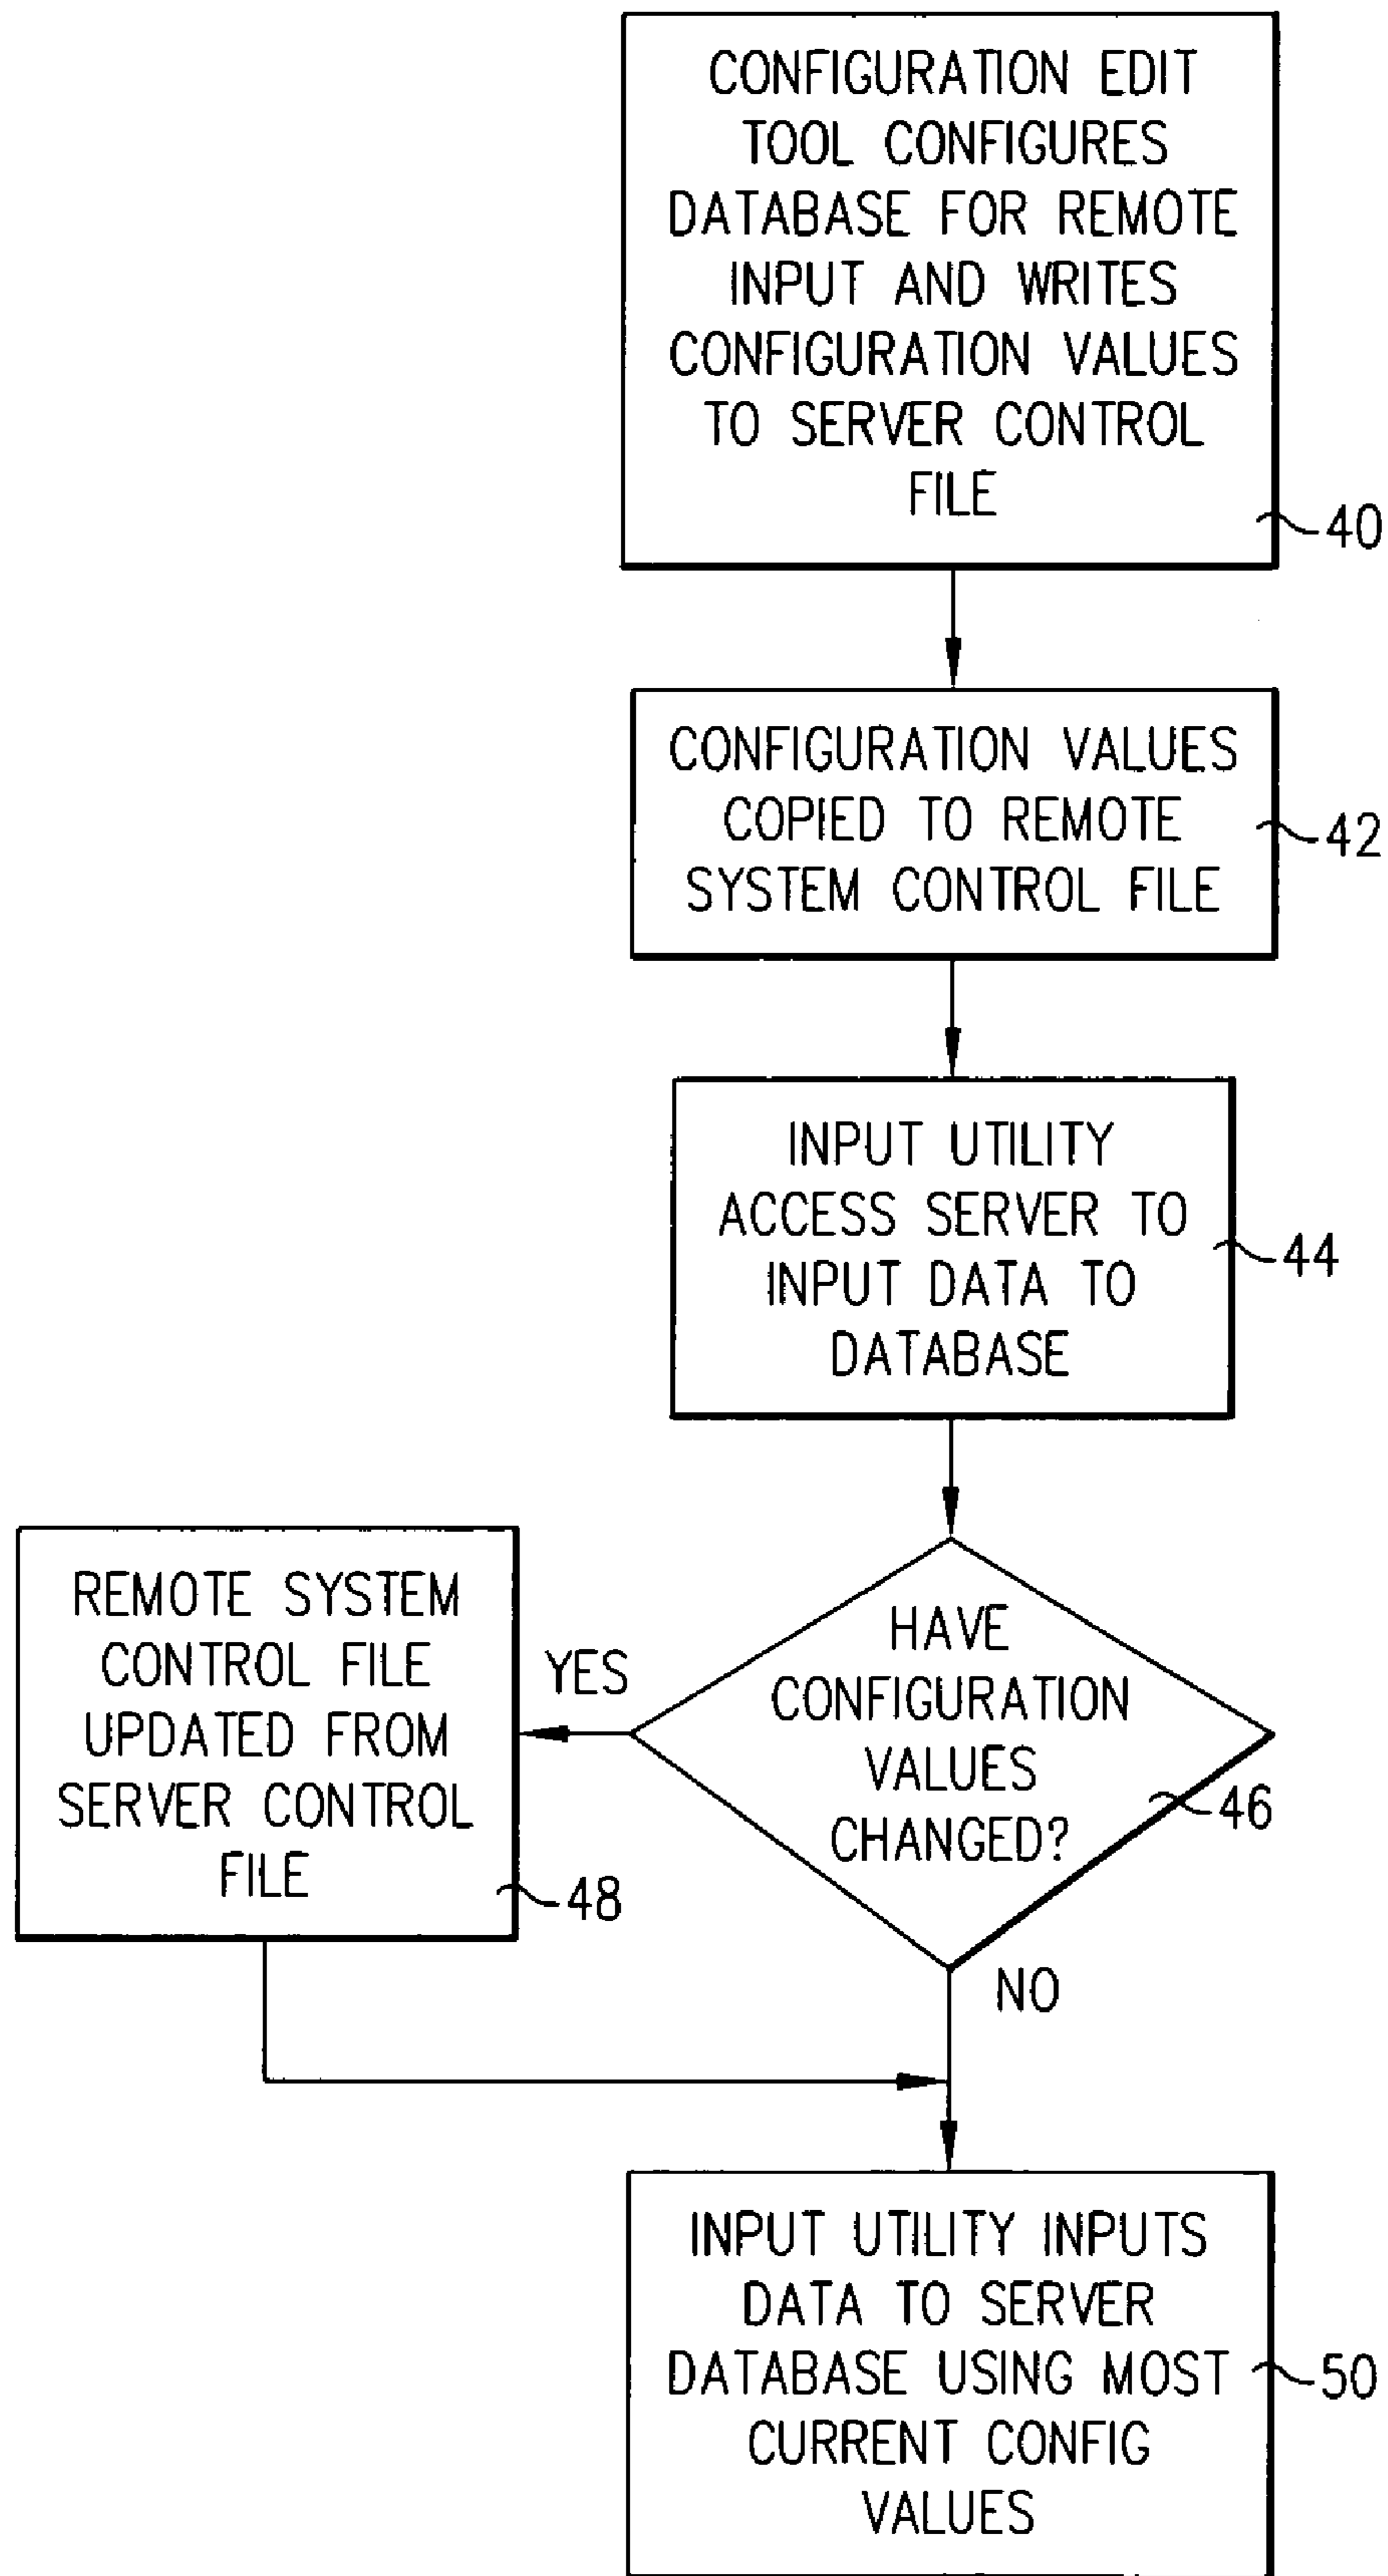 CONFIGURATION EDIT
TOOL CONFIGURES
DATABASE FOR REMOTE
INPUT AND WRITES
CONFIGURATION VALUES
TO SERVER CONTROL
FILE
40
CONFIGURATION VALUES
COPIED TO REMOTE
SYSTEM CONTROL FILE
42
INPUT UTILITY
ACCESS SERVER TO
INPUT DATA TO
DATABASE
44
HAVE
CONFIGURATION
VALUES
CHANGED?
46
YES
REMOTE SYSTEM
CONTROL FILE
UPDATED FROM
SERVER CONTROL
FILE
48
NO
INPUT UTILITY INPUTS
DATA TO SERVER
DATABASE USING MOST
CURRENT CONFIG
VALUES
50